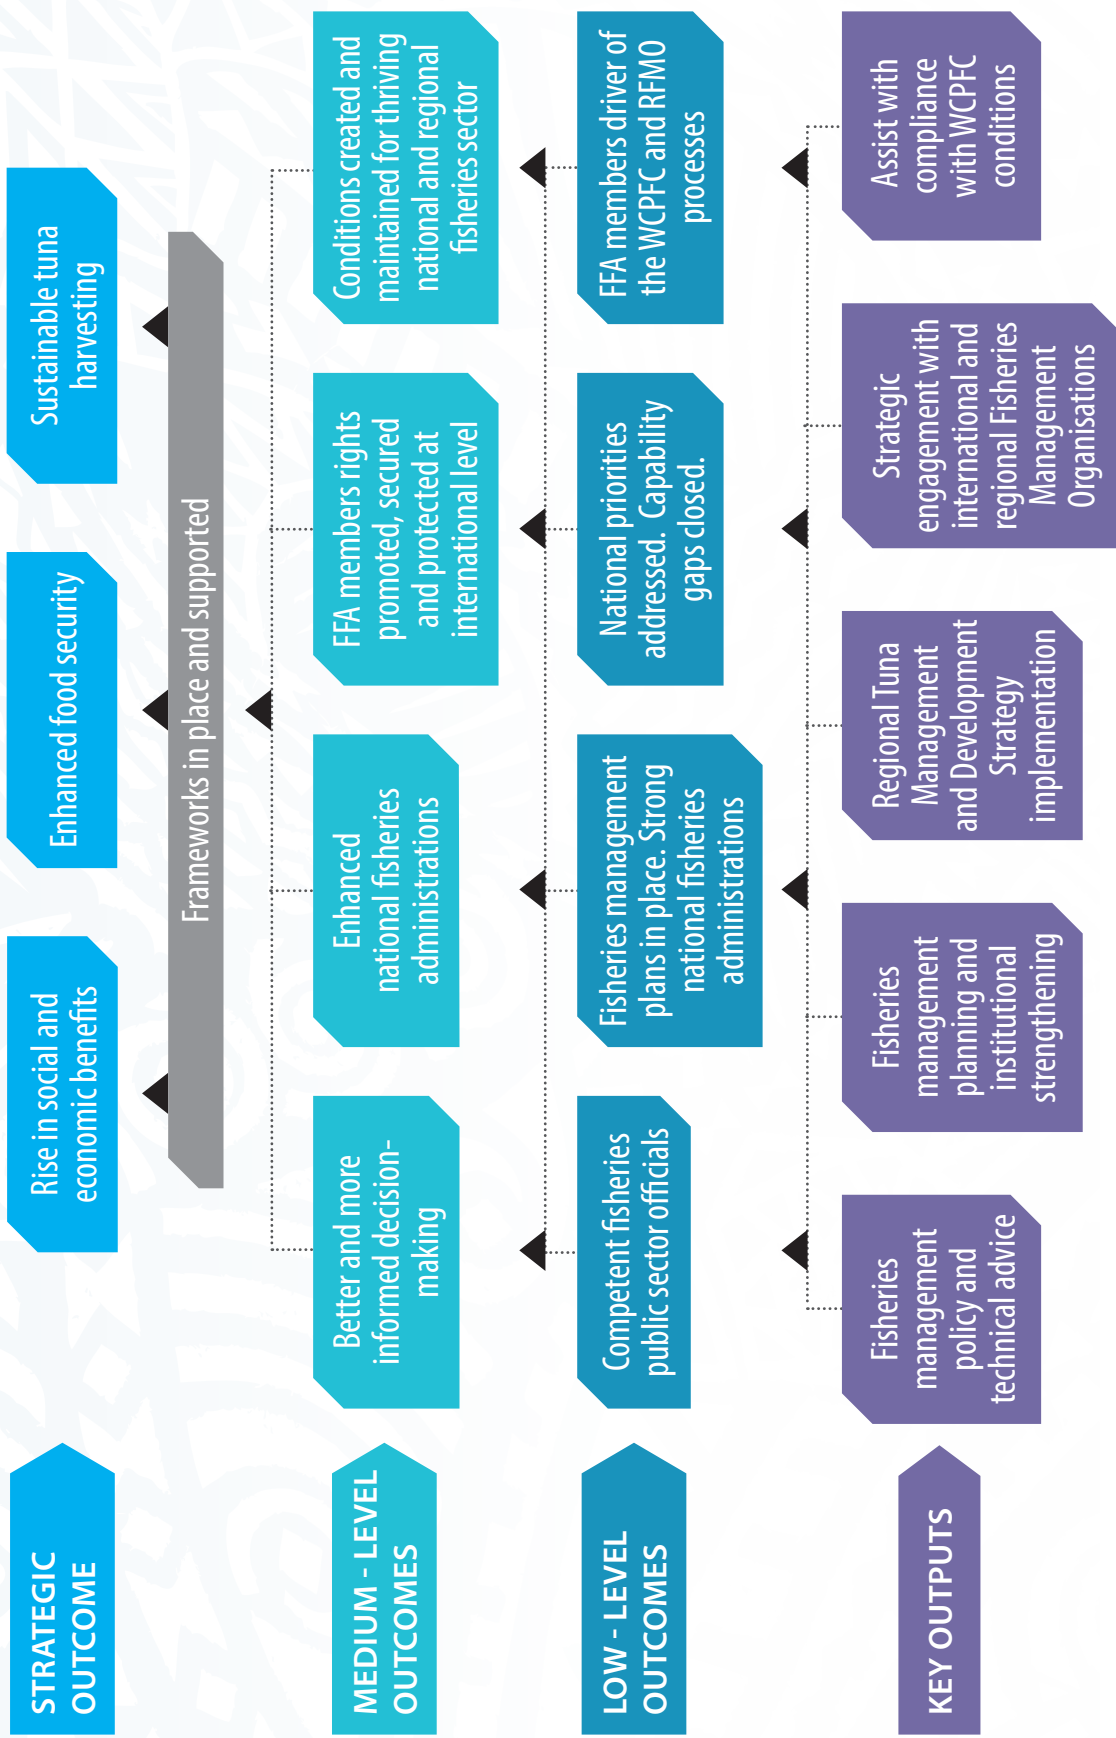 STRATEGIC
OUTCOME
Rise in social and
economic benefits
Enhanced food security
Sustainable tuna
harvesting
Frameworks in place and supported
MEDIUM - LEVEL
OUTCOMES
Better and more
informed decision-
making
Enhanced
national fisheries
administrations
FFA members rights
promoted, secured
and protected at
international level
Conditions created and
maintained for thriving
national and regional
fisheries sector
LOW - LEVEL
OUTCOMES
Competent fisheries
public sector officials
Fisheries management
plans in place. Strong
national fisheries
administrations
National priorities
addressed. Capability
gaps closed.
FFA members driver of
the WCPFC and RFMO
processes
KEY OUTPUTS
Fisheries
management
policy and
technical advice
Fisheries
management
planning and
institutional
strengthening
Regional Tuna
Management
and Development
Strategy
implementation
Strategic
engagement with
international and
regional Fisheries
Management
Organisations
Assist with
compliance
with WCPFC
conditions